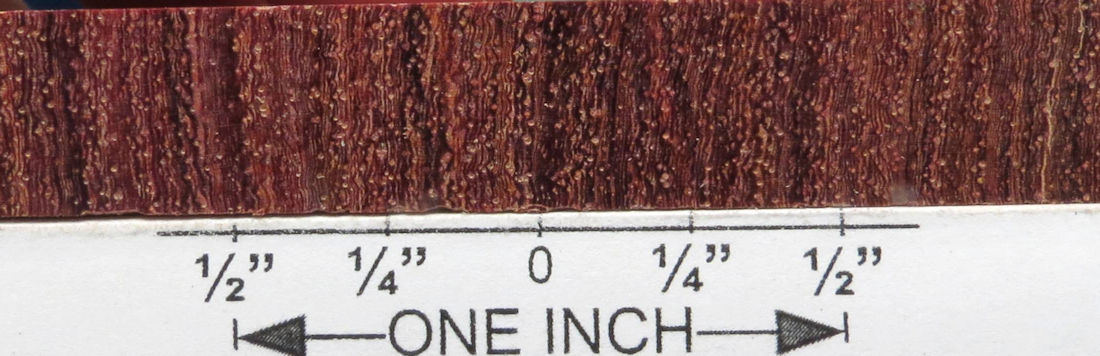 1/2” 1/4” 0 1/4” 1/2”
ONE INCH